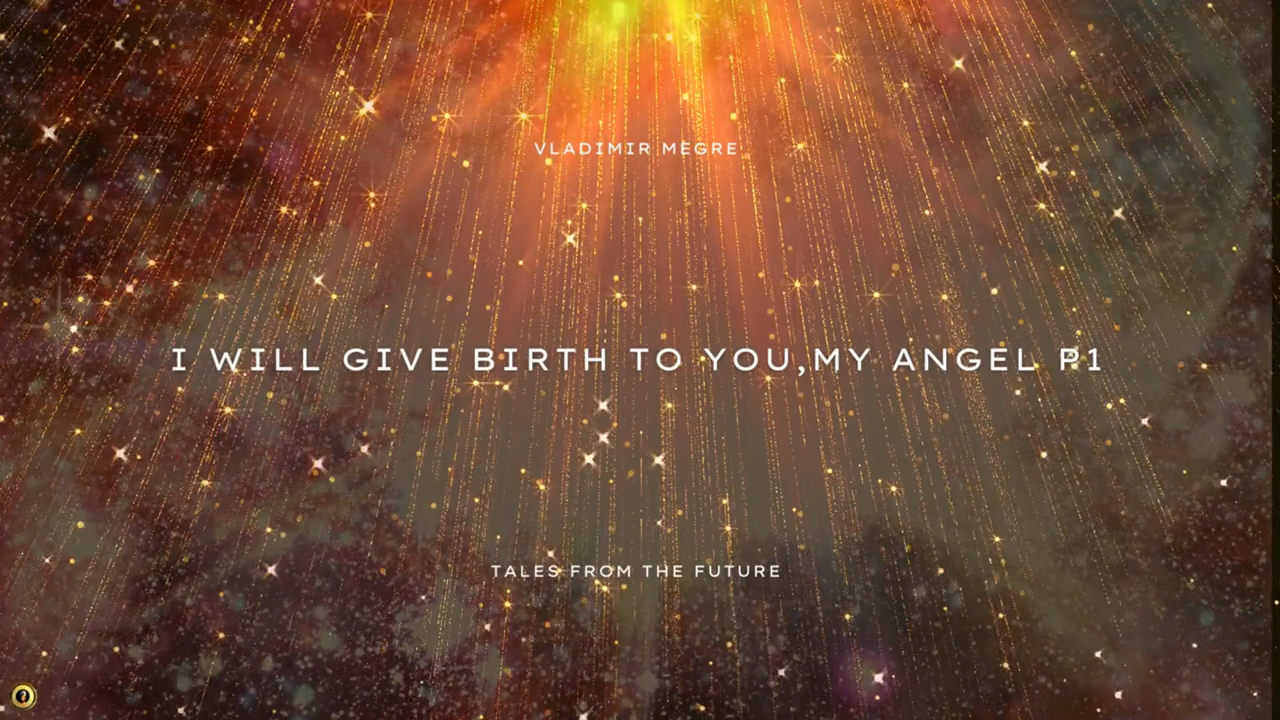 VLADIMIR MEGRE
I WILL GIVE BIRTH TO YOU,MY ANGEL P1
TALES FROM THE FUTURE